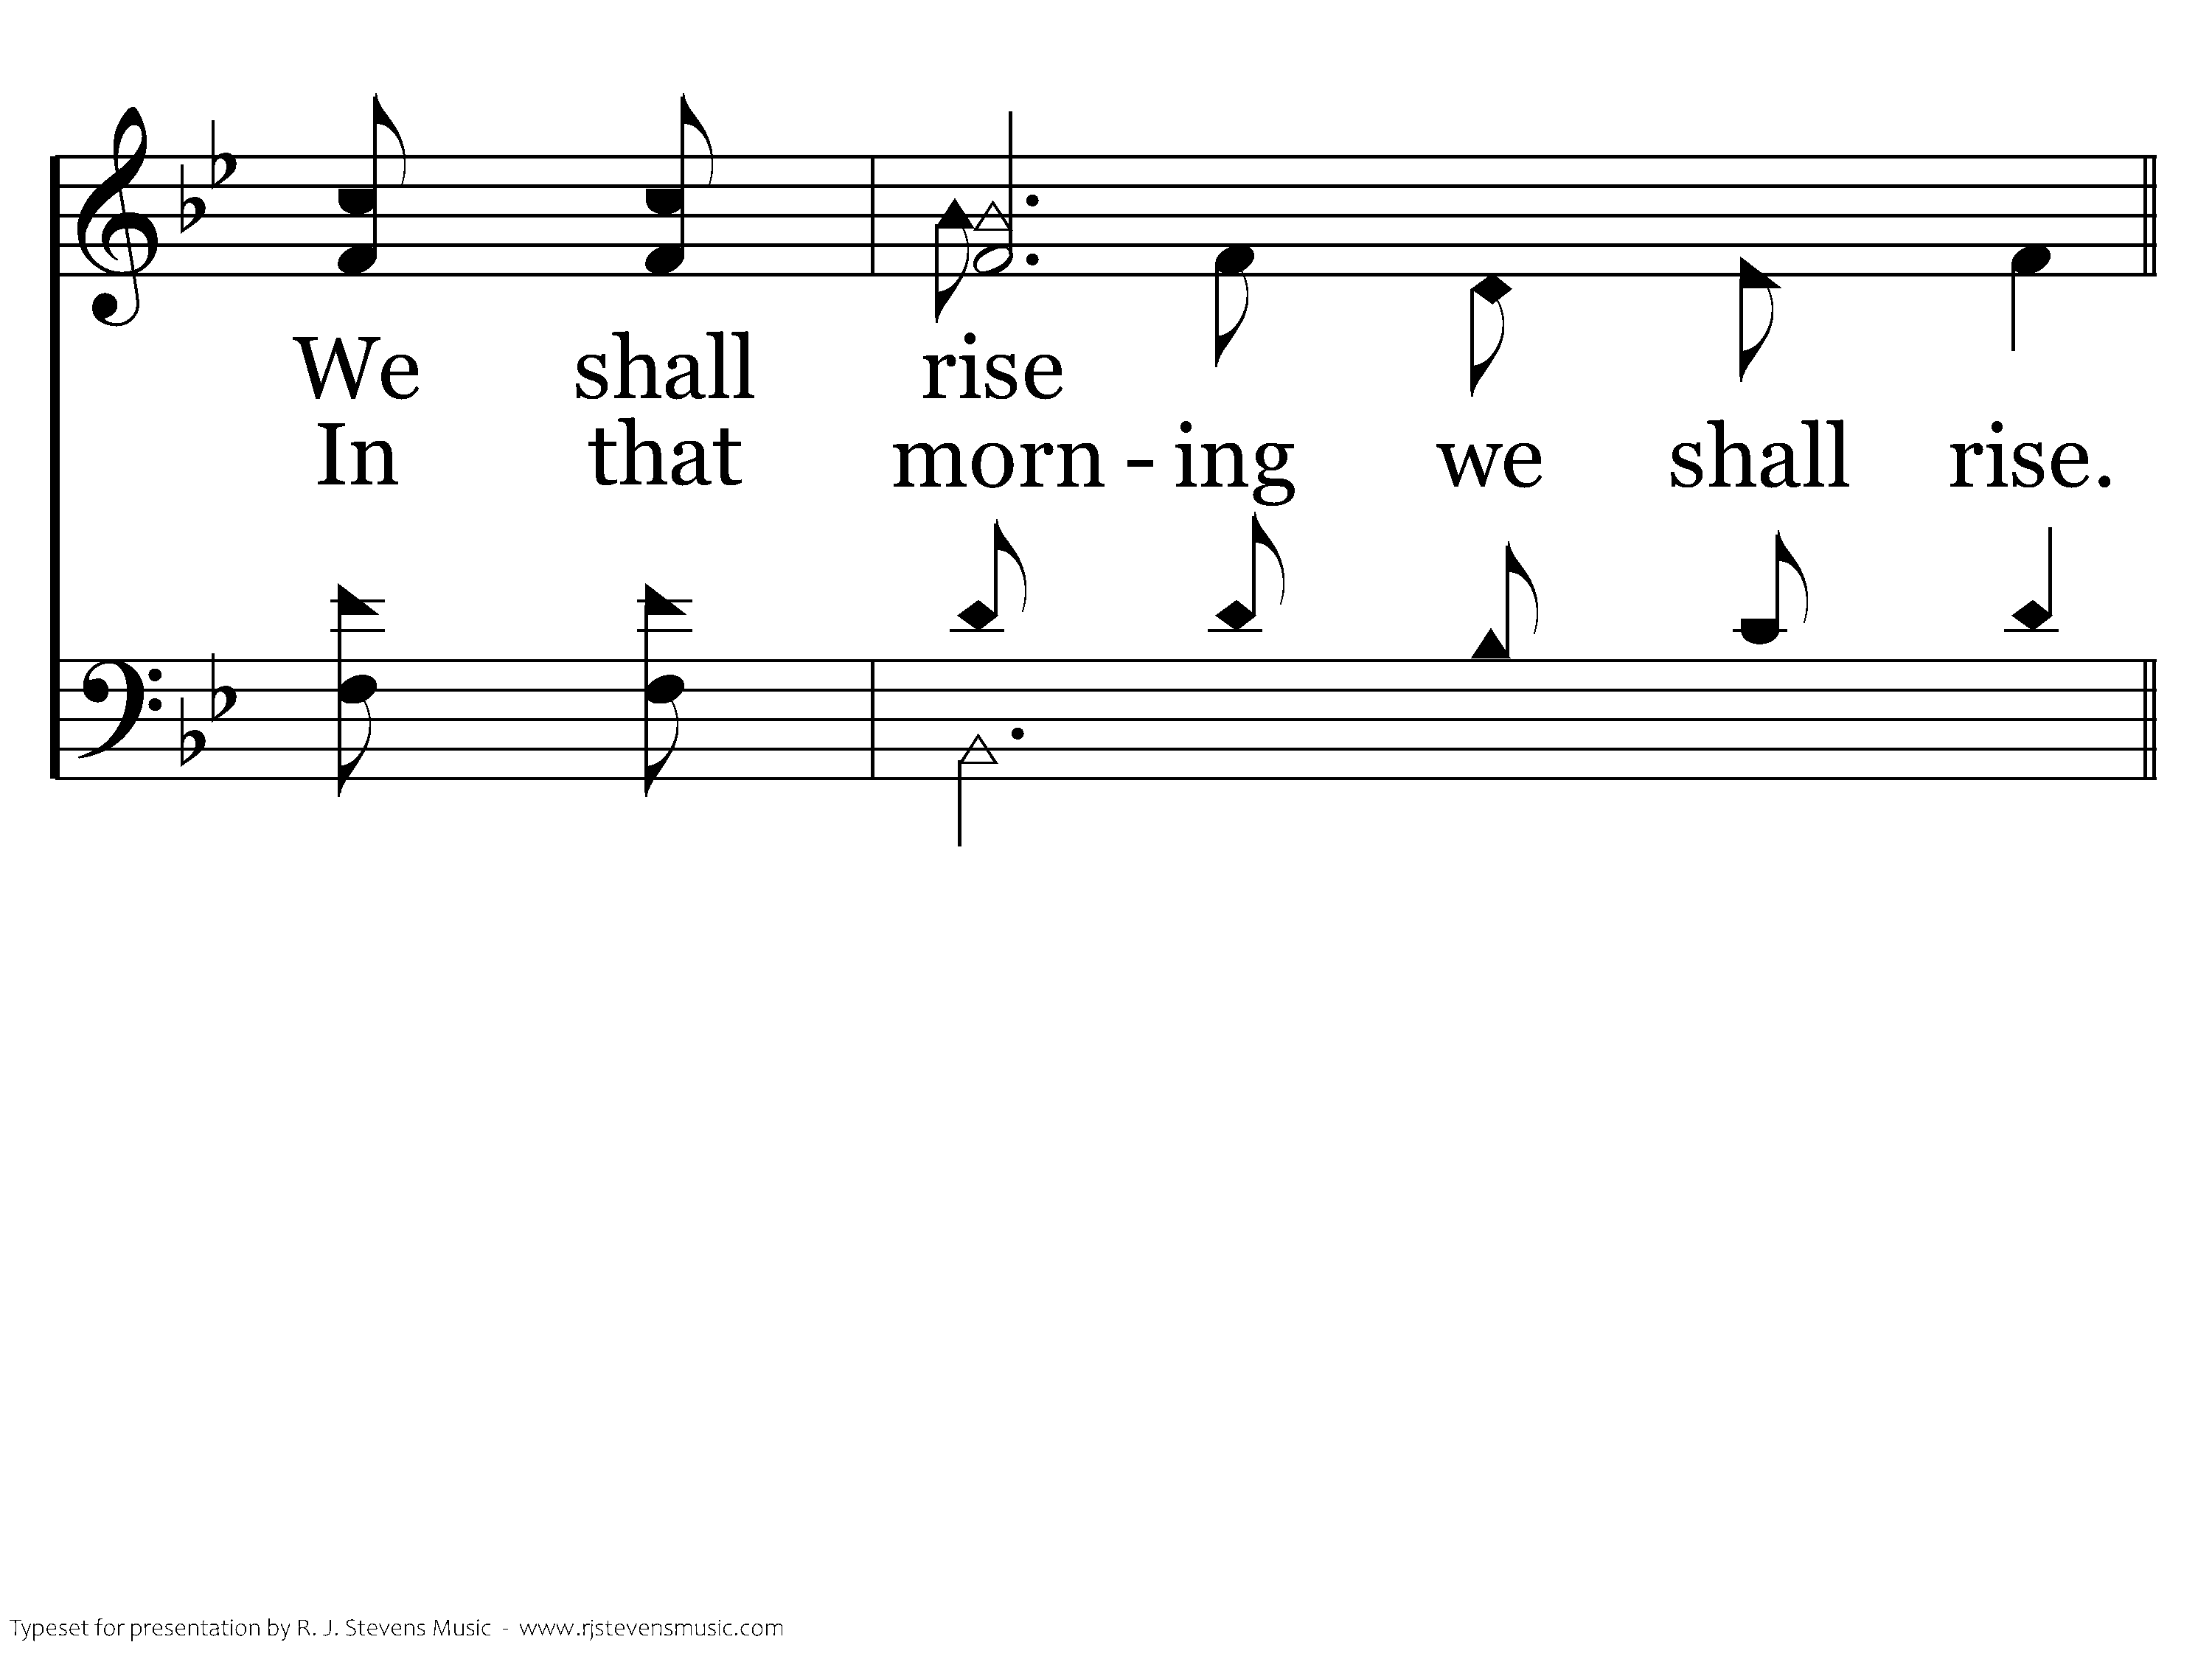 We shall rise
In that morn - ing we shall rise.
Typeset for presentation by R. J. Stevens Music - www.rjstevensmusic.com